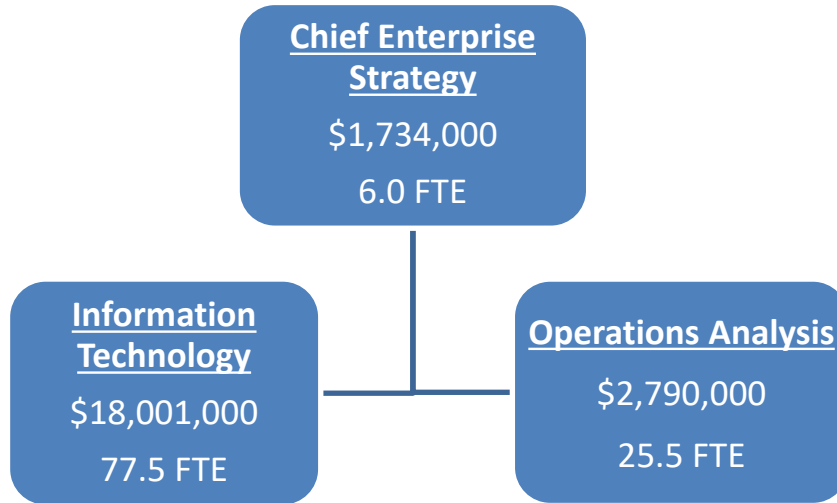 Chief Enterprise
Strategy
$1,734,000
6.0 FTE
Information
Technology
$18,001,000
77.5 FTE
Operations Analysis
$2,790,000
25.5 FTE